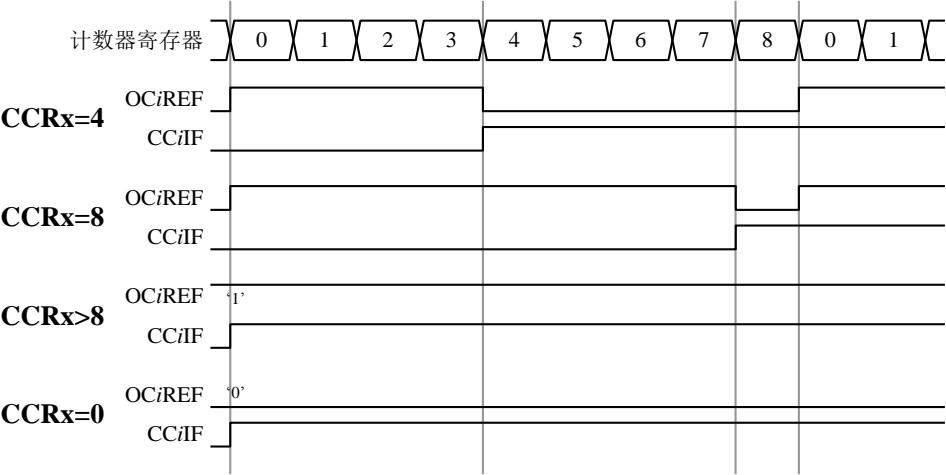 计数器寄存器 0 1 2 3 4 5 6 7 8 0 1
CCRx=4
OCiREF
CCiIF
CCRx=8
OCiREF
CCiIF
CCRx>8
OCiREF ‘1’
CCiIF
CCRx=0
OCiREF ‘0’
CCiIF